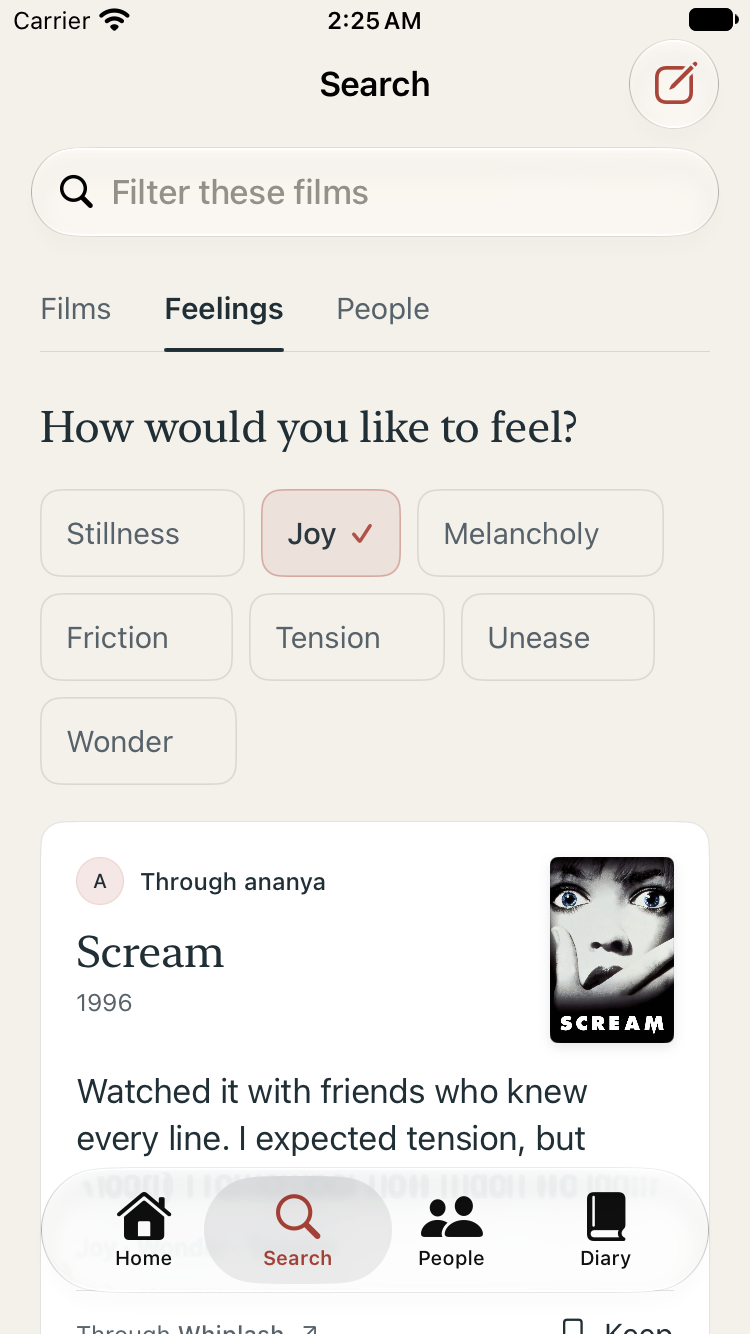 Carrier 2:25 AM
Search
Filter these films
Films Feelings People
How would you like to feel?
Stillness Joy Melancholy
Friction Tension Unease
Wonder
A Through ananya
Scream
1996
SCREAM
Watched it with friends who knew
every line. I expected tension, but
Home Search People Diary
Through Whiplash Keep